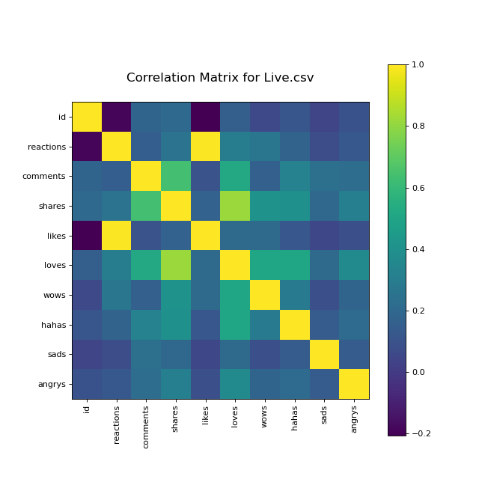 Correlation Matrix for Live.csv
id
reactions
comments
shares
likes
loves
wows
hahas
sads
angrys
id
reactions
comments
shares
likes
loves
wows
hahas
sads
angrys
1.0
0.8
0.6
0.4
0.2
0.0
−0.2